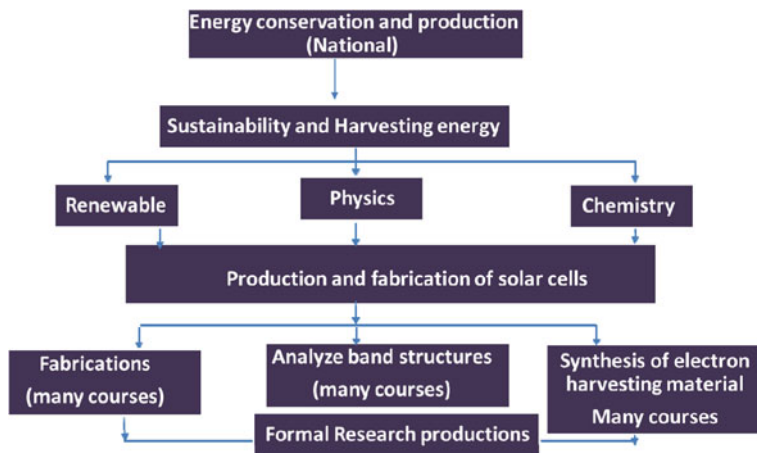 Energy conservation and production
(National)
Sustainability and Harvesting energy
Renewable
Physics
Chemistry
Production and fabrication of solar cells
Fabrications
(many courses)
Analyze band structures
(many courses)
Synthesis of electron
harvesting material
Many courses
Formal Research productions